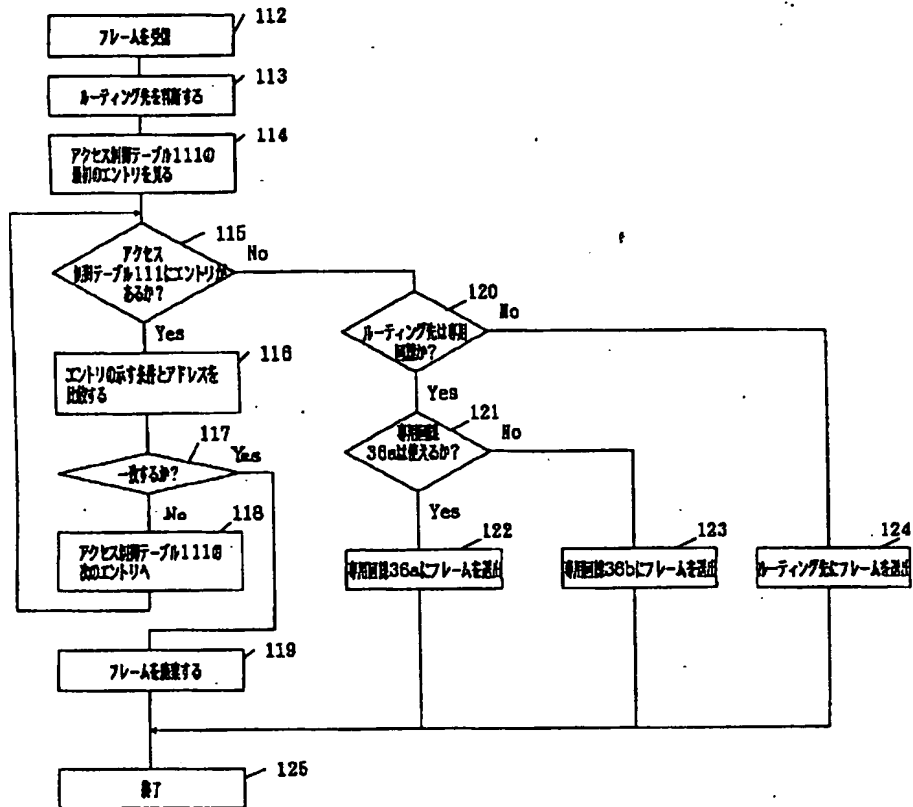 112
フレームを受信
113
ルーティング先を判断する
114
アクセス制御テーブル111の
最初のエントリを見る
115
アクセス
制御テーブル111にエントリが
あるか?
No
Yes
116
エントリの示す条件とアドレスを
比較する
117
一致するか?
Yes
No
118
アクセス制御テーブル111の
次のエントリへ
119
フレームを廃棄する
120
ルーティング先は専用
回線か?
No
Yes
121
専用回線
36aは使えるか?
No
Yes
122
専用回線36aにフレームを送出
123
専用回線36bにフレームを送出
124
ルーティング先にフレームを送出
125
終了